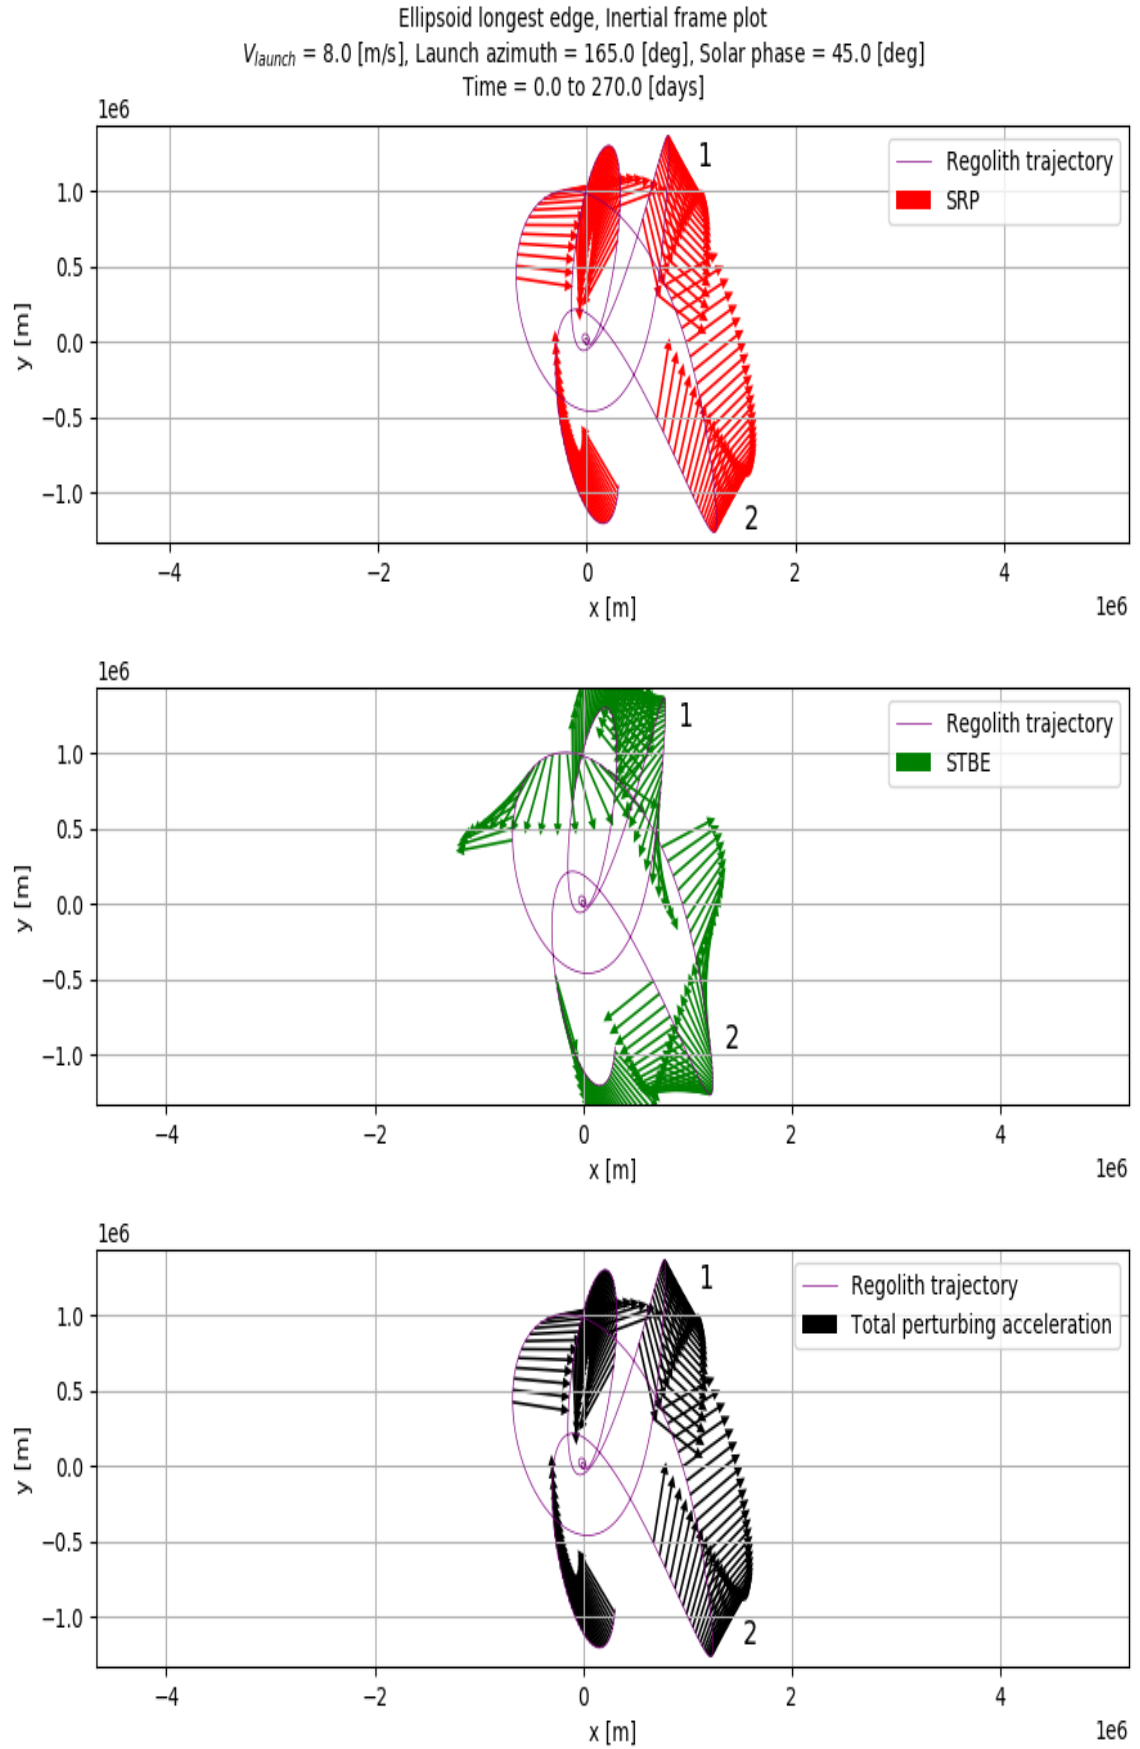 Ellipsoid longest edge, Inertial frame plot
V_launch = 8.0 [m/s], Launch azimuth = 165.0 [deg], Solar phase = 45.0 [deg]
Time = 0.0 to 270.0 [days]
1e6
1
Regolith trajectory
SRP
1.0
0.5
0.0
−0.5
−1.0
y [m]
2
−4
−2
0
2
4
x [m]
1e6
1e6
1
Regolith trajectory
STBE
1.0
0.5
0.0
−0.5
−1.0
y [m]
2
−4
−2
0
2
4
x [m]
1e6
1e6
1
Regolith trajectory
Total perturbing acceleration
1.0
0.5
0.0
−0.5
−1.0
y [m]
2
−4
−2
0
2
4
x [m]
1e6